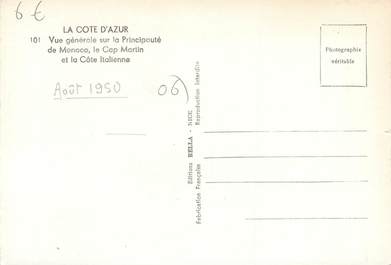 6 €
LA COTE D'AZUR
101 Vue générale sur la Principauté
de Monaco, le Cap Martin
et la Côte Italienne
Août 1950
06)
Editions RELLA - NICE
Reproduction Interdite
Fabrication Française
Photographie
véritable